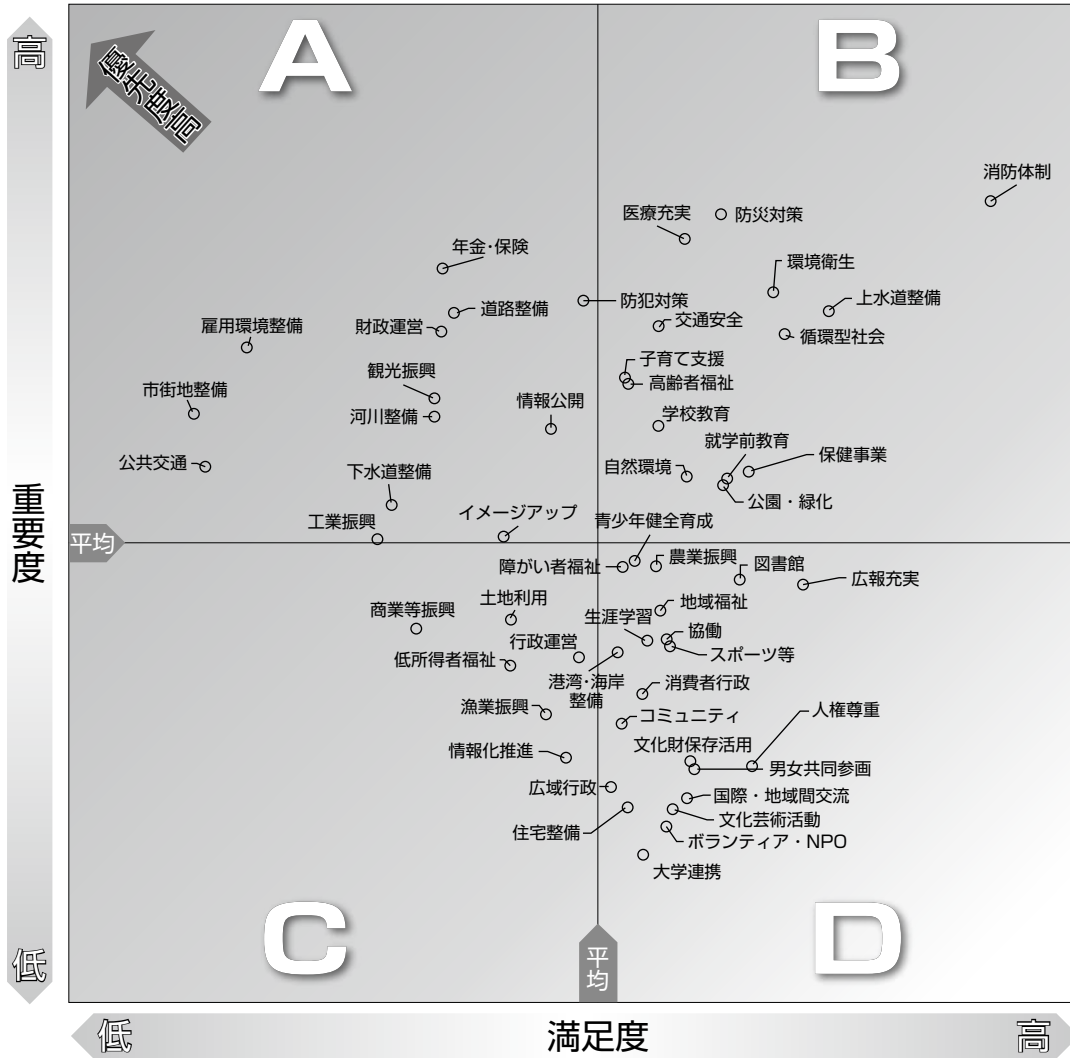 高
A
B
優先度高
消防体制
医療充実
防災対策
年金・保険
環境衛生
上水道整備
道路整備
防犯対策
雇用環境整備
財政運営
交通安全
循環型社会
子育て支援
観光振興
高齢者福祉
市街地整備
情報公開
河川整備
学校教育
就学前教育
公共交通
保健事業
下水道整備
自然環境
公園・緑化
工業振興
イメージアップ
青少年健全育成
重要度
平均
障がい者福祉
農業振興
図書館
広報充実
土地利用
地域福祉
商業等振興
生涯学習
協働
行政運営
スポーツ等
低所得者福祉
港湾・海岸
整備
消費者行政
漁業振興
コミュニティ
人権尊重
文化財保存活用
情報化推進
男女共同参画
広域行政
国際・地域間交流
文化芸術活動
住宅整備
ボランティア・NPO
大学連携
C
D
低
平均
低
満足度
高